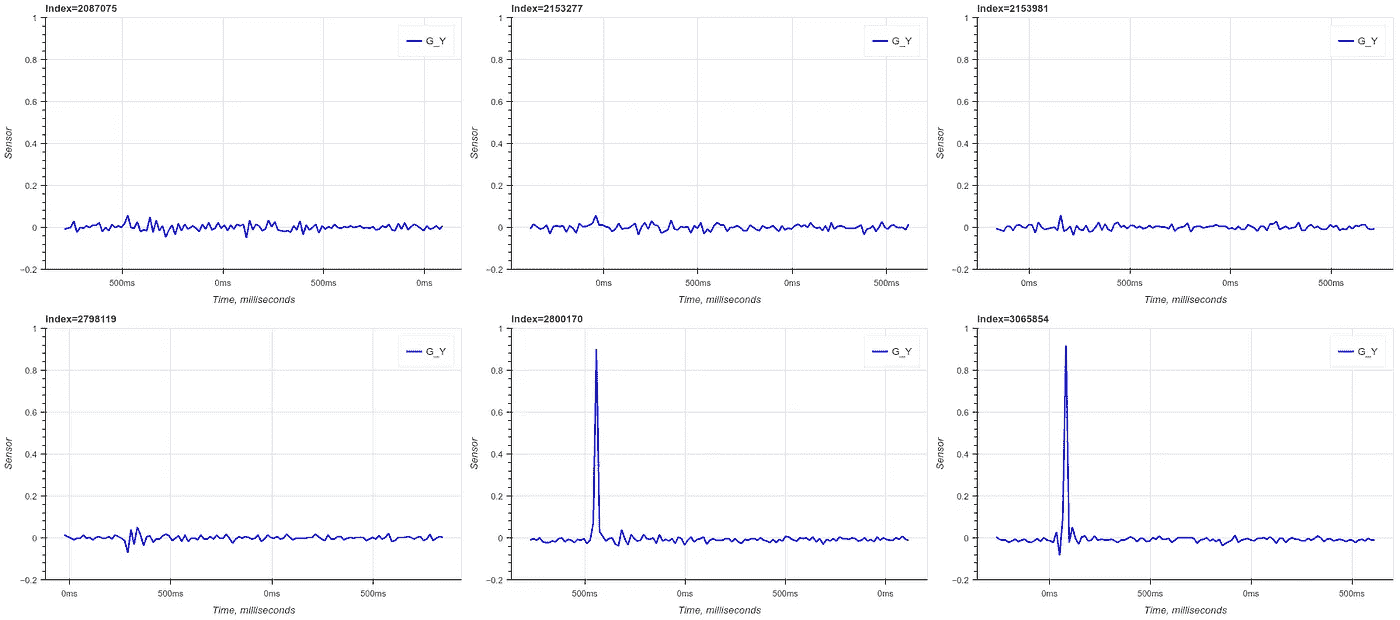 Index=2087075
G_Y
Sensor
1
0.8
0.6
0.4
0.2
0
−0.2
500ms 0ms 500ms 0ms
Time, milliseconds
Index=2153277
G_Y
Sensor
1
0.8
0.6
0.4
0.2
0
−0.2
0ms 500ms 0ms 500ms
Time, milliseconds
Index=2153981
G_Y
Sensor
1
0.8
0.6
0.4
0.2
0
−0.2
0ms 500ms 0ms 500ms
Time, milliseconds
Index=2798119
G_Y
Sensor
1
0.8
0.6
0.4
0.2
0
−0.2
0ms 500ms 0ms 500ms
Time, milliseconds
Index=2800170
G_Y
Sensor
1
0.8
0.6
0.4
0.2
0
−0.2
500ms 0ms 500ms 0ms
Time, milliseconds
Index=3065854
G_Y
Sensor
1
0.8
0.6
0.4
0.2
0
−0.2
0ms 500ms 0ms 500ms
Time, milliseconds